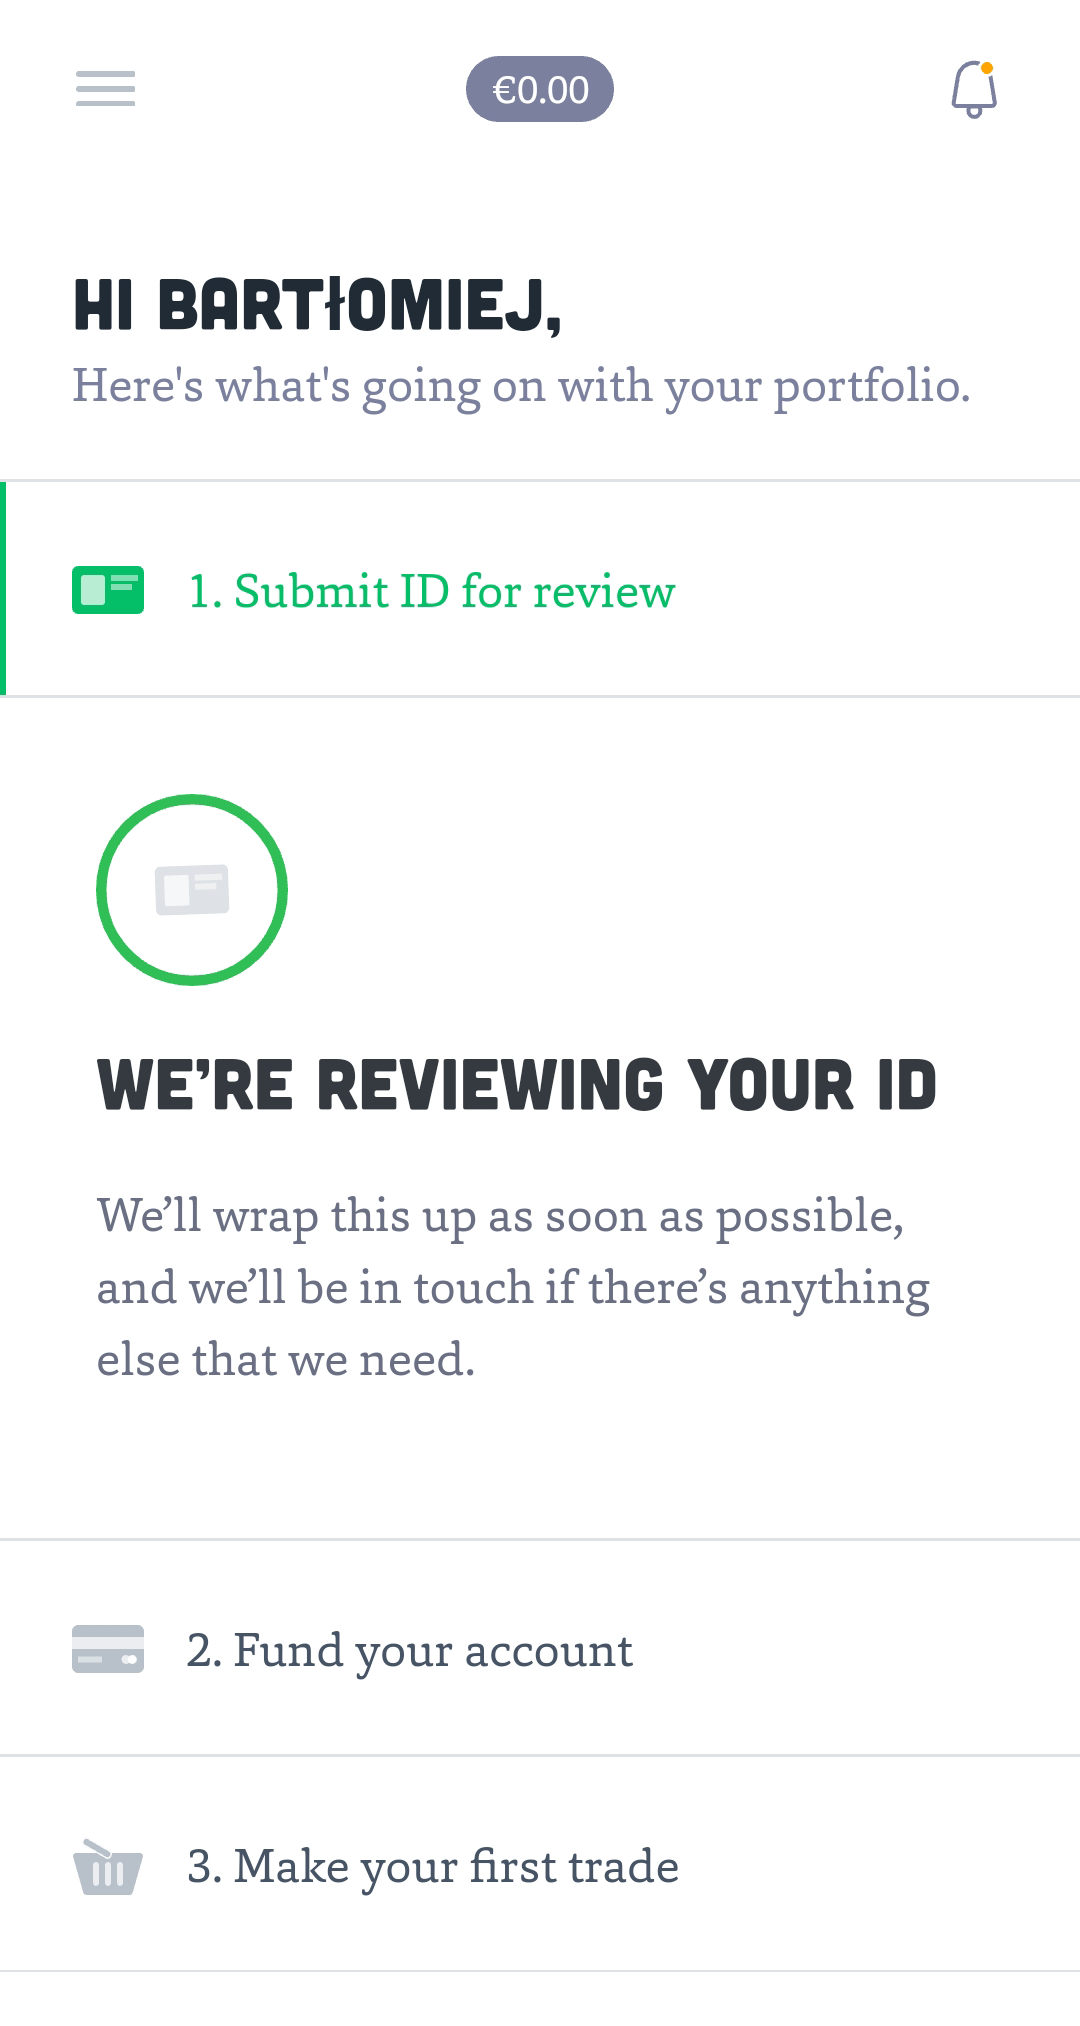 €0.00
HI BARTłOMIEJ,
Here's what's going on with your portfolio.
1. Submit ID for review
WE’RE REVIEWING YOUR ID
We’ll wrap this up as soon as possible,
and we’ll be in touch if there’s anything
else that we need.
2. Fund your account
3. Make your first trade